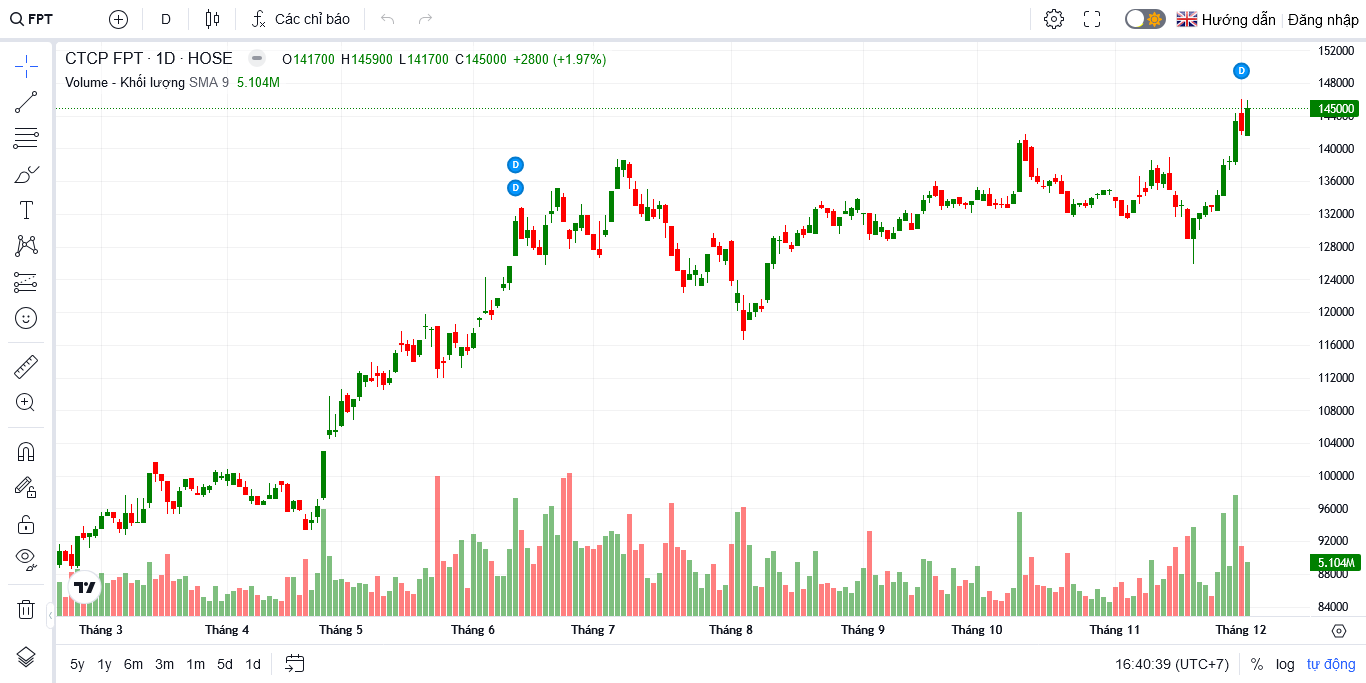 FPT D Các chỉ báo Hướng dẫn Đăng nhập
CTCP FPT · 1D · HOSE O141700 H145900 L141700 C145000 +2800 (+1.97%)
Volume - Khối lượng SMA 9 5.104M
D
D
D
152000
148000
145000
144000
140000
136000
132000
128000
124000
120000
116000
112000
108000
104000
100000
96000
92000
5.104M
88000
84000
Tháng 3 Tháng 4 Tháng 5 Tháng 6 Tháng 7 Tháng 8 Tháng 9 Tháng 10 Tháng 11 Tháng 12
5y 1y 6m 3m 1m 5d 1d 16:40:39 (UTC+7) % log tự động